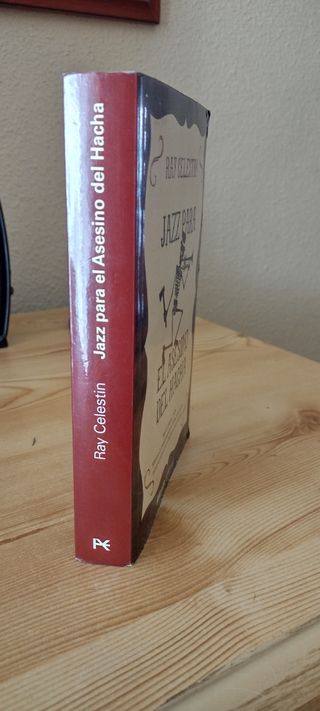 Ray Celestin Jazz para el Asesino del Hacha
RAY CELESTIN
JAZZ PARA
EL ASESINO
DEL HACHA